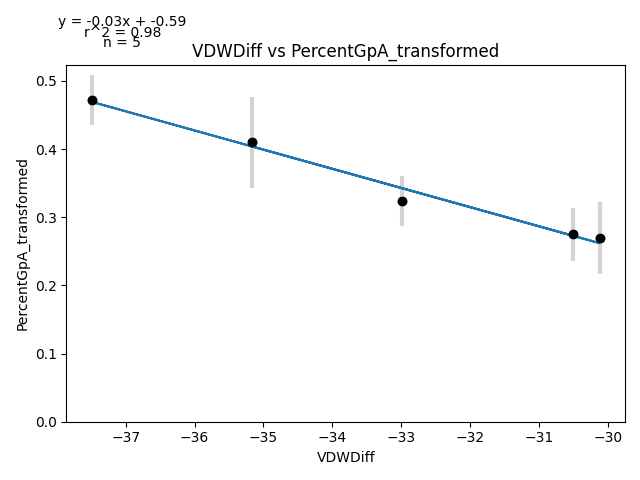 y = -0.03x + -0.59
r^2 = 0.98
n = 5
VDWDiff vs PercentGpA_transformed
PercentGpA_transformed
0.5
0.4
0.3
0.2
0.1
0.0
−37 −36 −35 −34 −33 −32 −31 −30
VDWDiff